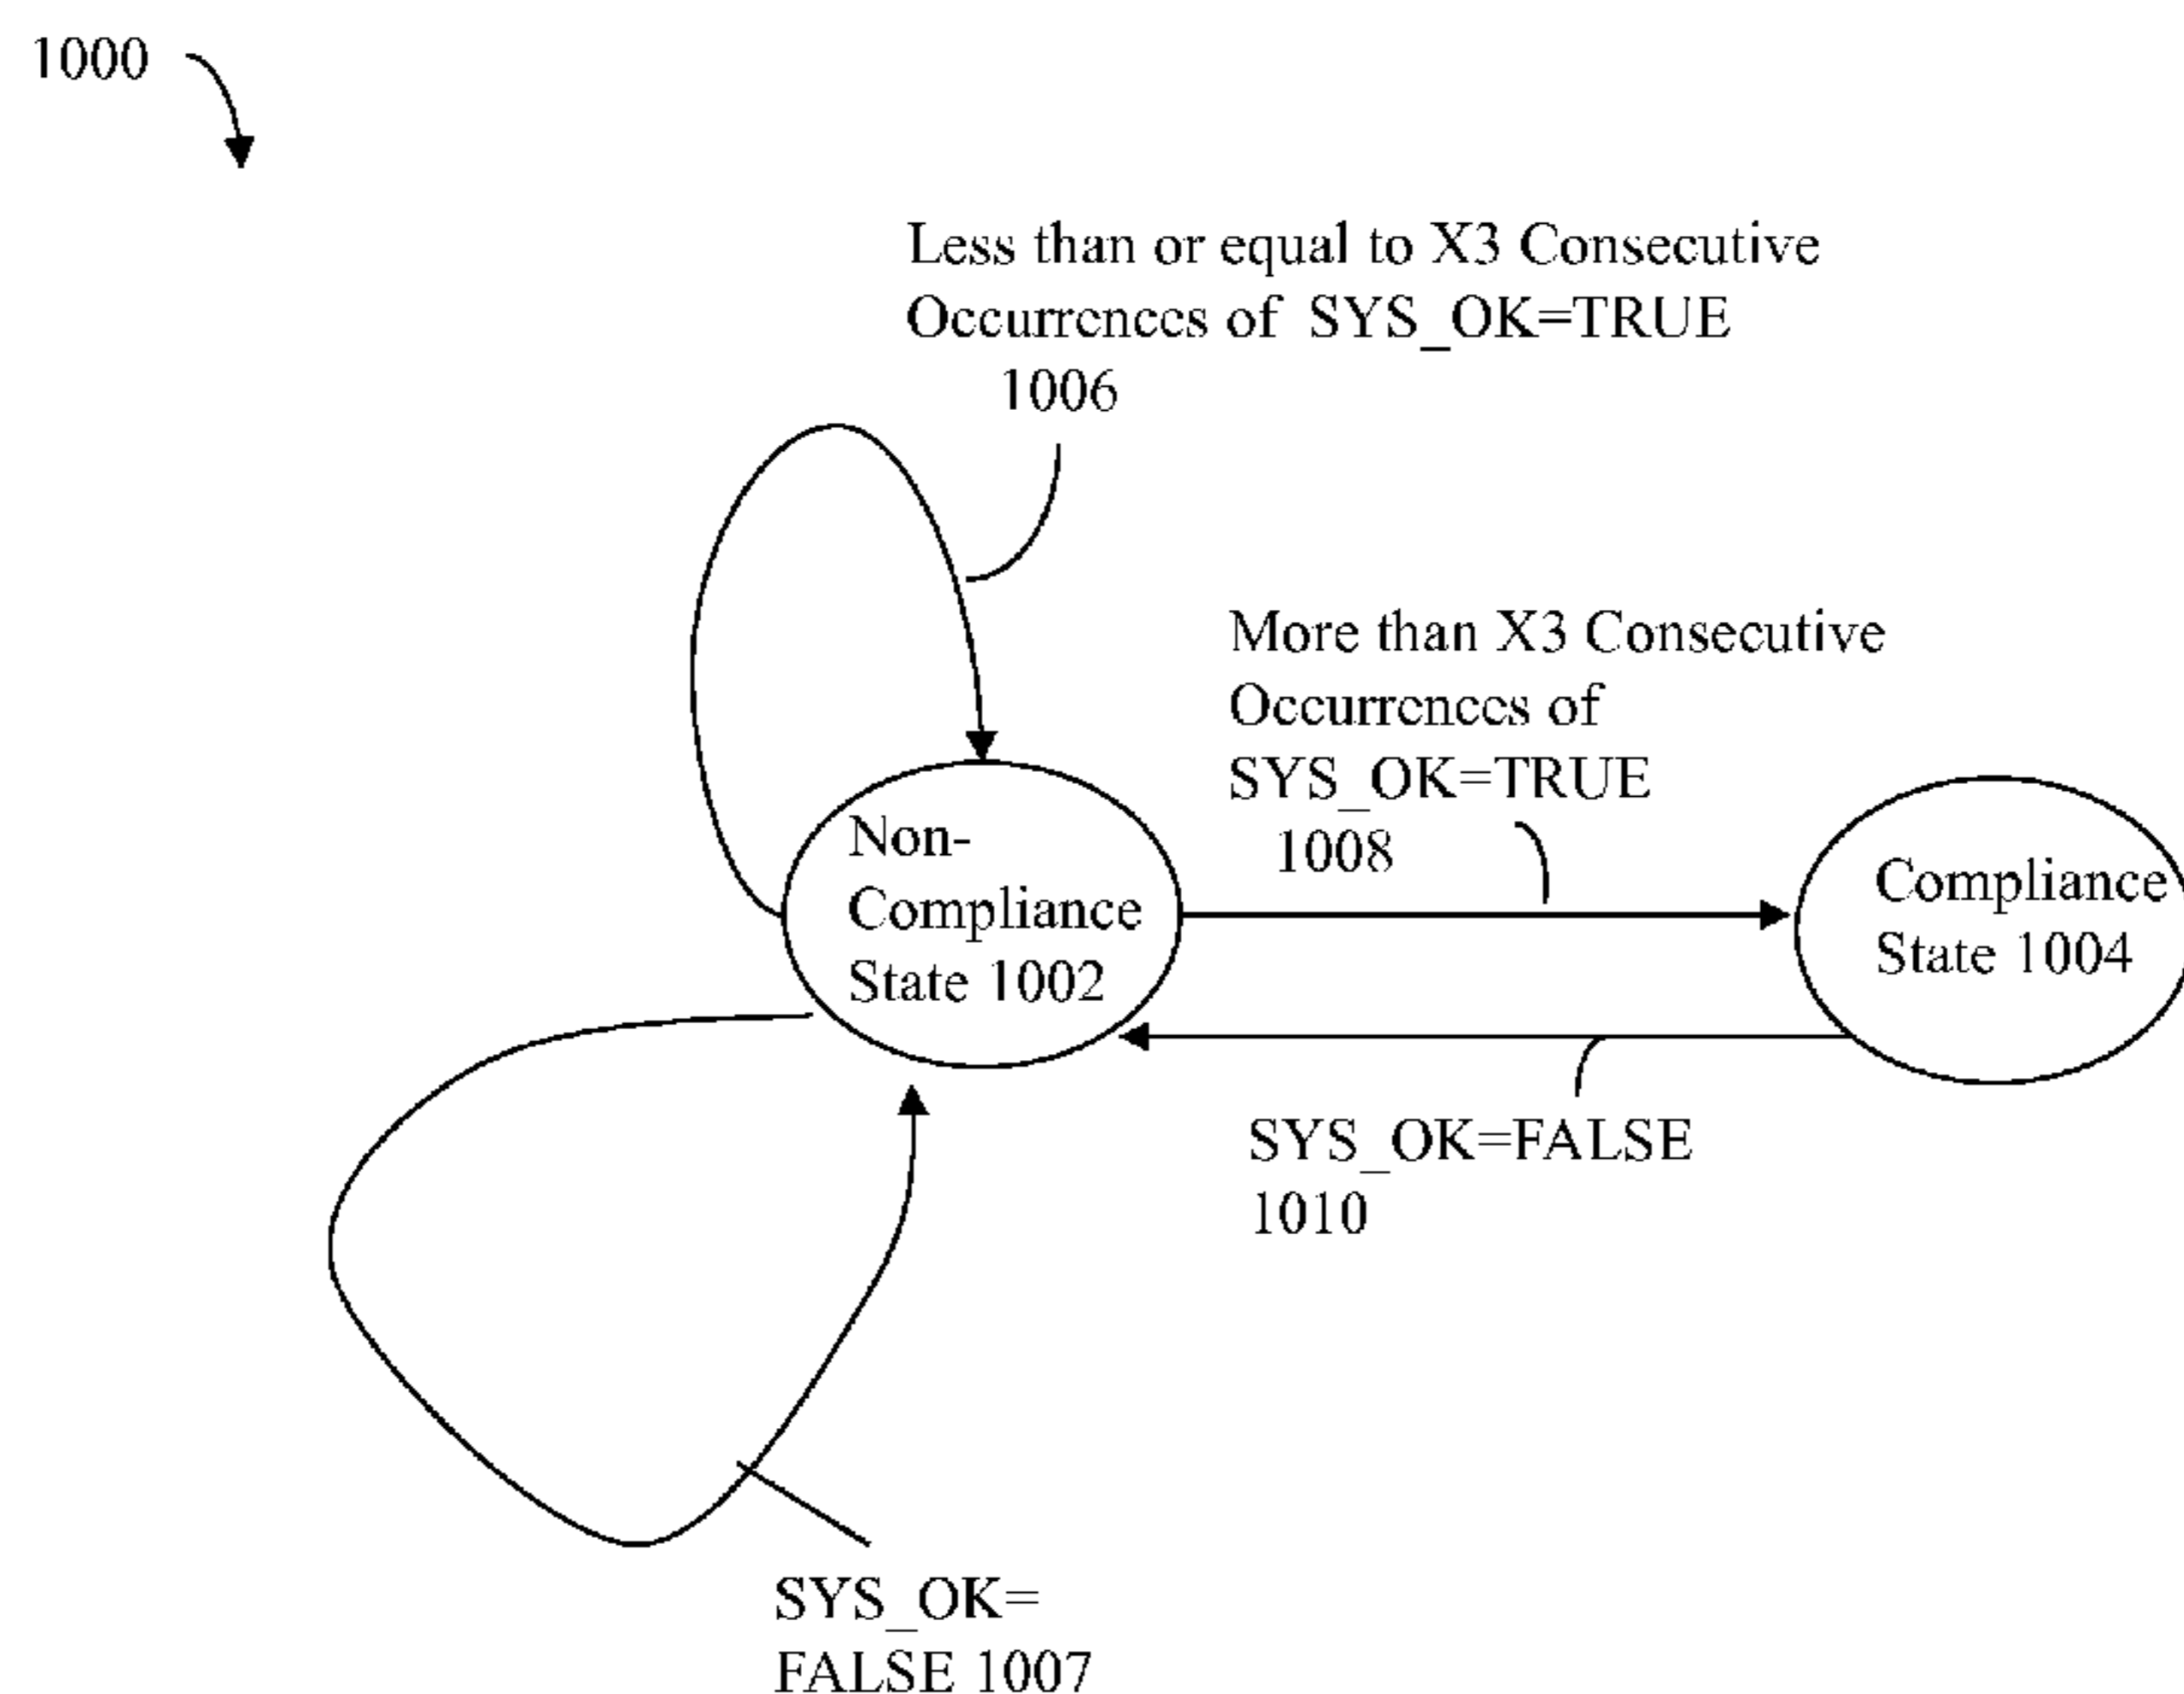 1000
Less than or equal to X3 Consecutive
Occurrences of SYS_OK=TRUE
1006
More than X3 Consecutive
Occurrences of
SYS_OK=TRUE
1008
Non-
Compliance
State 1002
Compliance
State 1004
SYS_OK=FALSE
1010
SYS_OK=
FALSE 1007